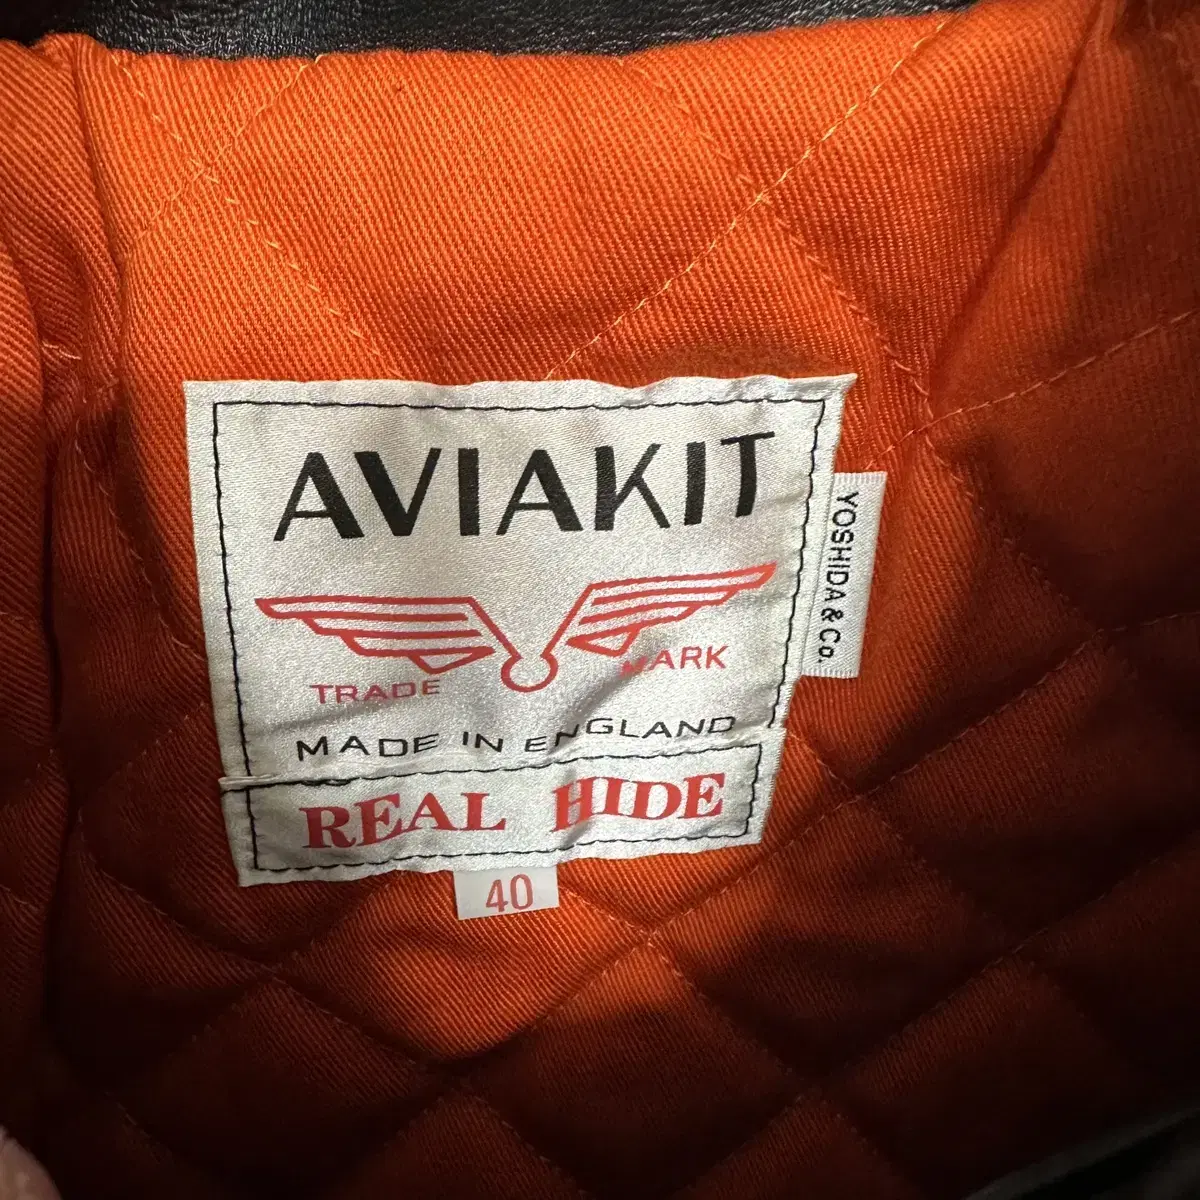 AVIAKIT
TRADE MARK
MADE IN ENGLAND
REAL HIDE
40
YOSHIDA & Co.